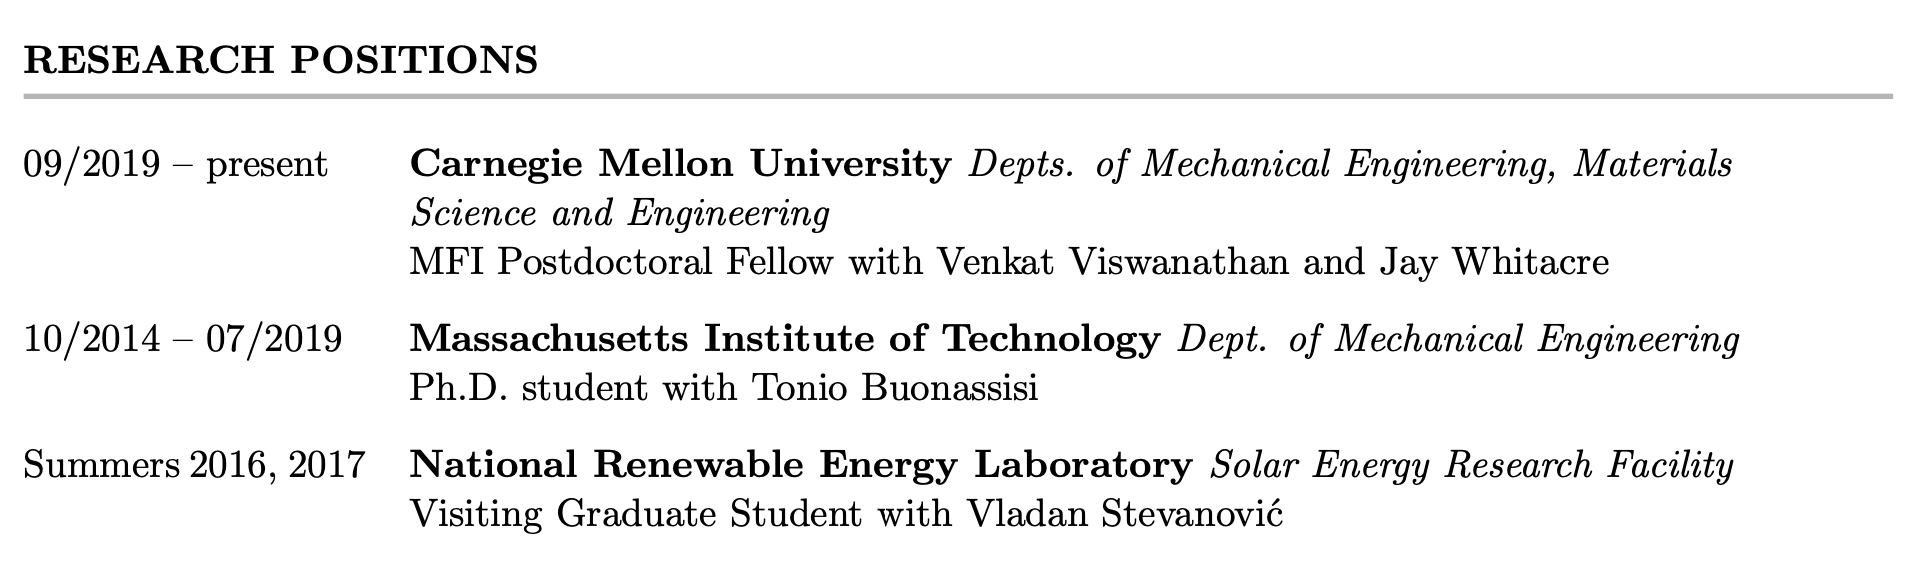 RESEARCH POSITIONS
09/2019 – present Carnegie Mellon University Depts. of Mechanical Engineering, Materials
Science and Engineering
MFI Postdoctoral Fellow with Venkat Viswanathan and Jay Whitacre
10/2014 – 07/2019 Massachusetts Institute of Technology Dept. of Mechanical Engineering
Ph.D. student with Tonio Buonassisi
Summers 2016, 2017 National Renewable Energy Laboratory Solar Energy Research Facility
Visiting Graduate Student with Vladan Stevanović